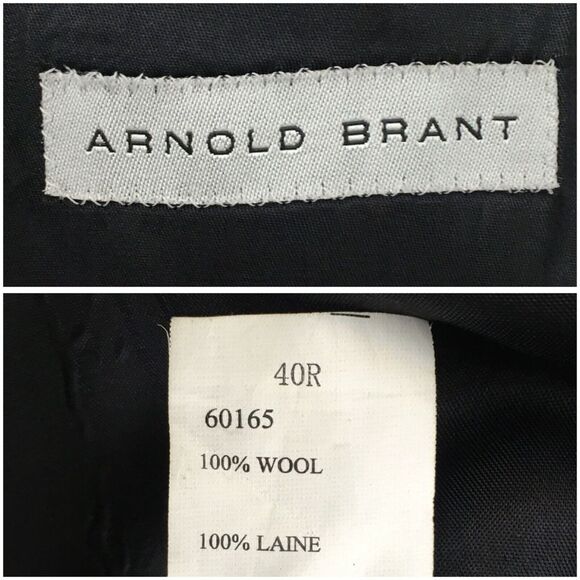 ARNOLD BRANT
40R
60165
100% WOOL
100% LAINE